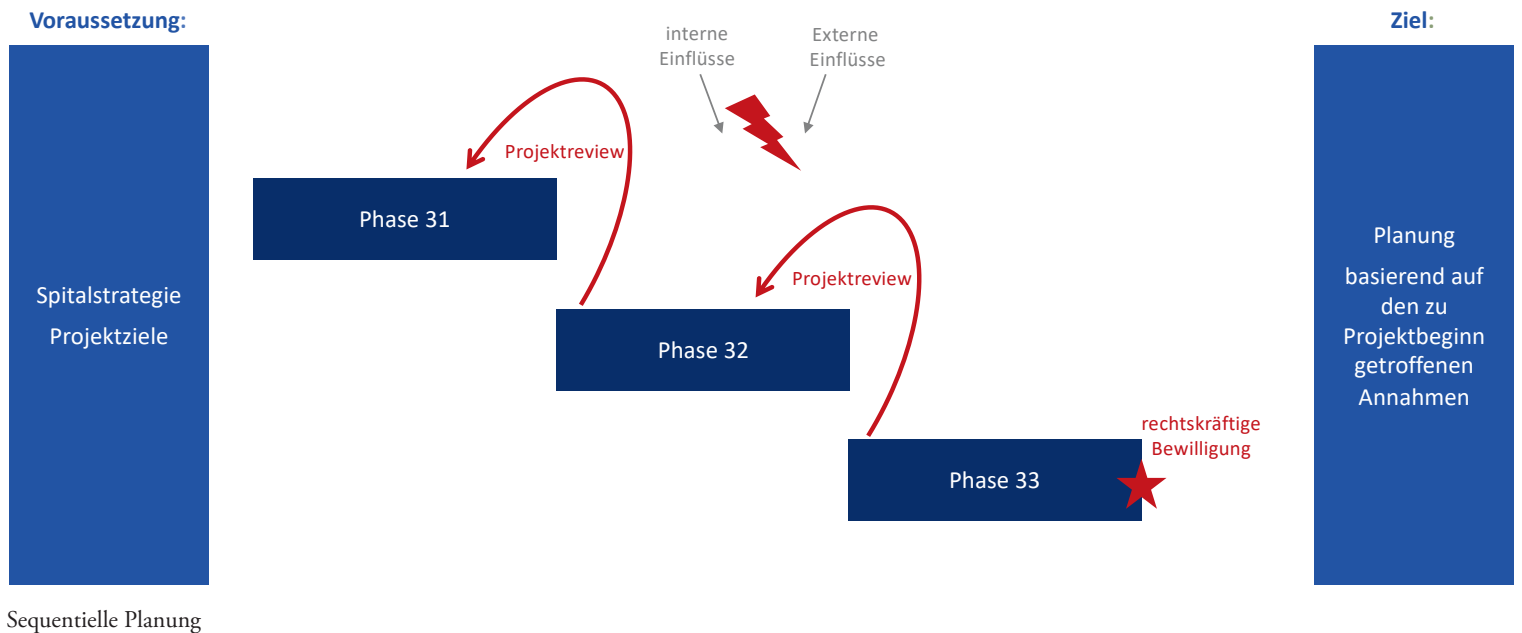 Voraussetzung:
Spitalstrategie
Projektziele
interne
Einflüsse
Externe
Einflüsse
Projektreview
Phase 31
Projektreview
Phase 32
rechtskräftige
Bewilligung
Phase 33
Ziel:
Planung
basierend auf
den zu
Projektbeginn
getroffenen
Annahmen
Sequentielle Planung